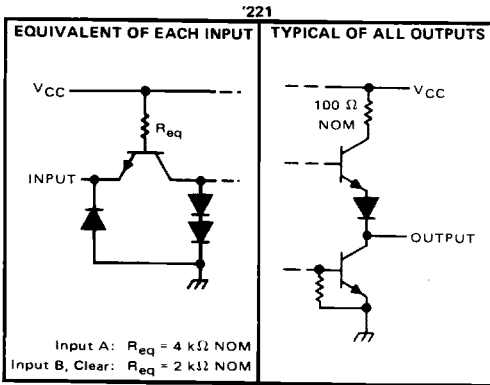 '221
EQUIVALENT OF EACH INPUT
VCC
Req
INPUT
Input A: Req = 4 kΩ NOM
Input B, Clear: Req = 2 kΩ NOM
TYPICAL OF ALL OUTPUTS
VCC
100 Ω
NOM
OUTPUT